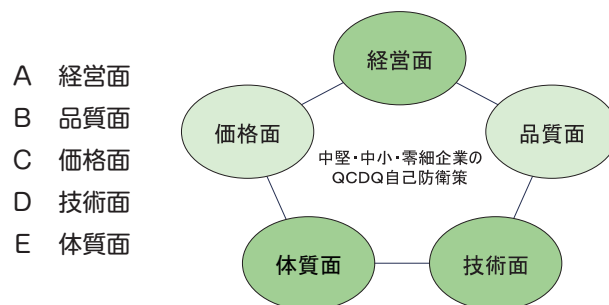 A 経営面
B 品質面
C 価格面
D 技術面
E 体質面
経営面
価格面
品質面
中堅・中小・零細企業の
QCDQ自己防衛策
体質面
技術面